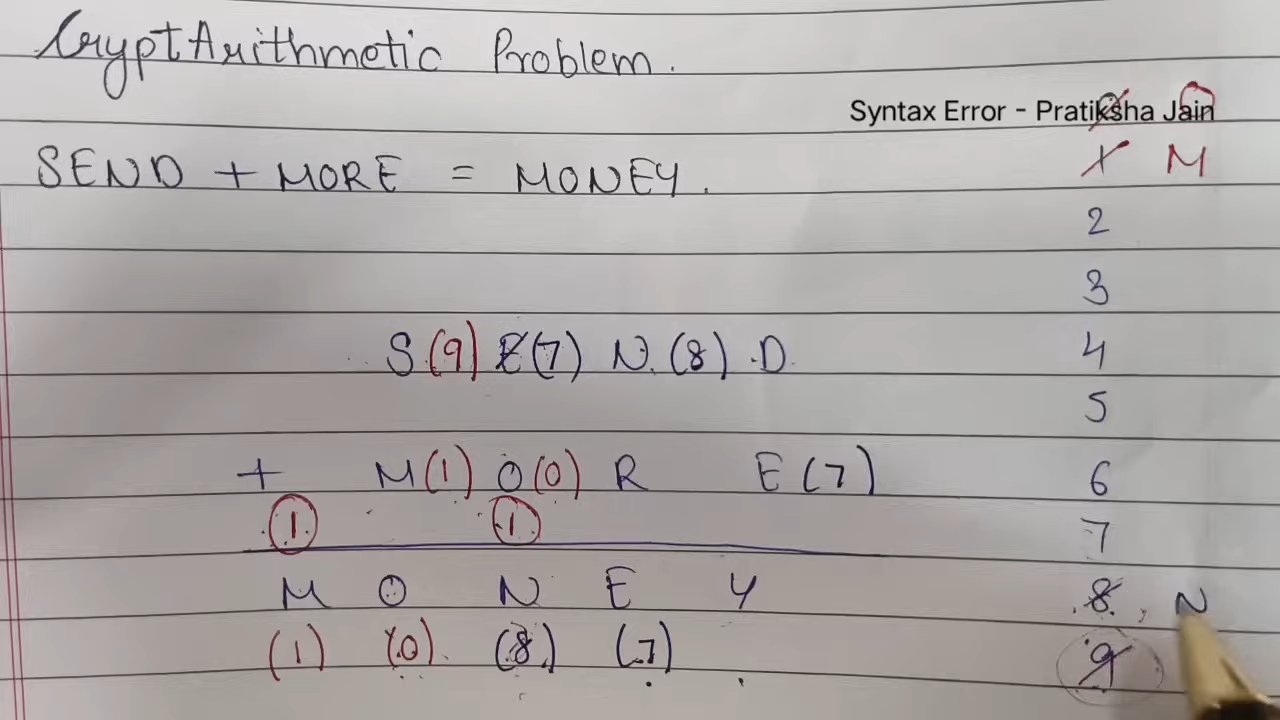 CryptArithmetic Problem.
Syntax Error - Pratiksha Jain
SEND + MORE = MONEY.
1 M
2
3
S (9) E (7) N. (8) .D.
4
5
+ M (1) O (0) R E (7)
6
1 1
7
M O N E Y
8, N
(1) (0) (8) (7)
9